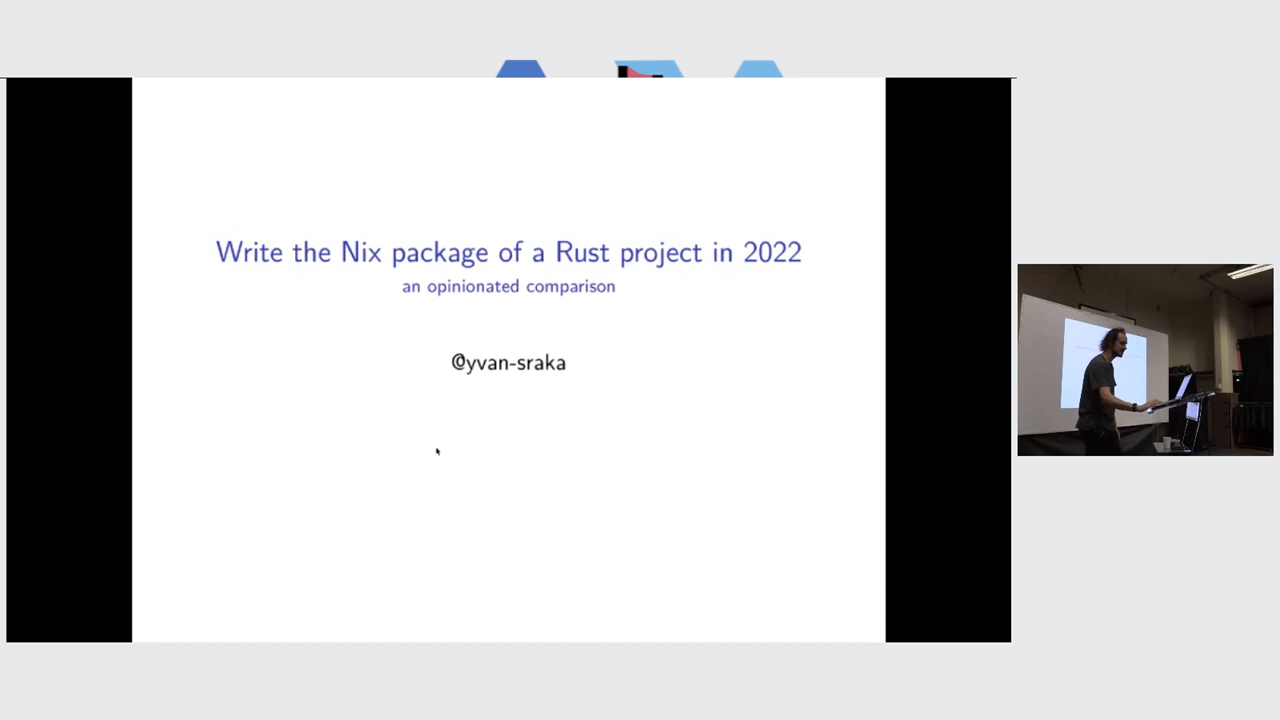 Write the Nix package of a Rust project in 2022
an opinionated comparison
@yvan-sraka